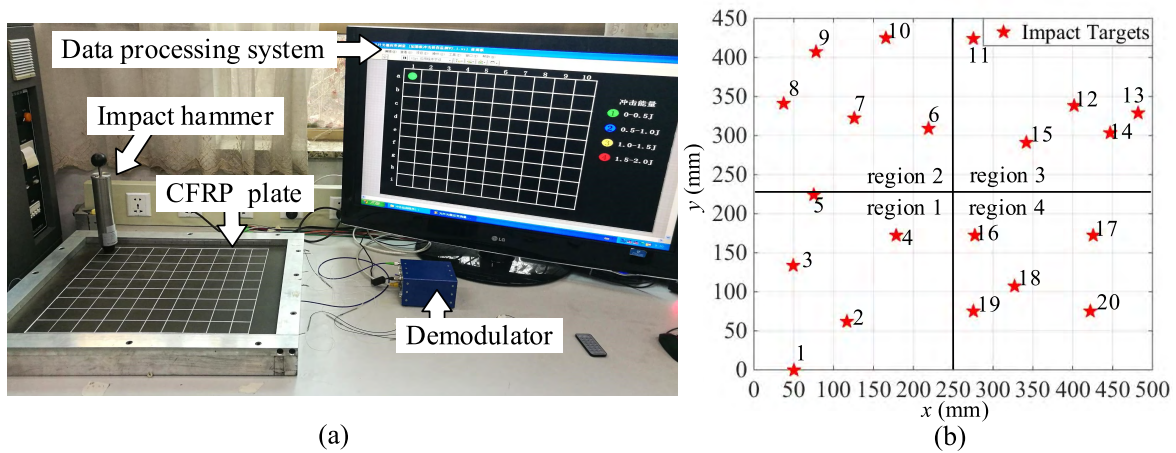 Data processing system
Impact hammer
CFRP plate
Demodulator
1 2 3 4 5 6 7 8 9 10
a
b
c
d
e
f
g
h
i
冲击能量
1 0-0.5J
2 0.5-1.0J
3 1.0-1.5J
4 1.5-2.0J
LG
(a)
450
400
350
300
250
200
150
100
50
0
y (mm)
0 50 100 150 200 250 300 350 400 450 500
x (mm)
Impact Targets
1
2
3
4
5
6
7
8
9
10
11
12
13
14
15
16
17
18
19
20
region 2
region 3
region 1
region 4
(b)